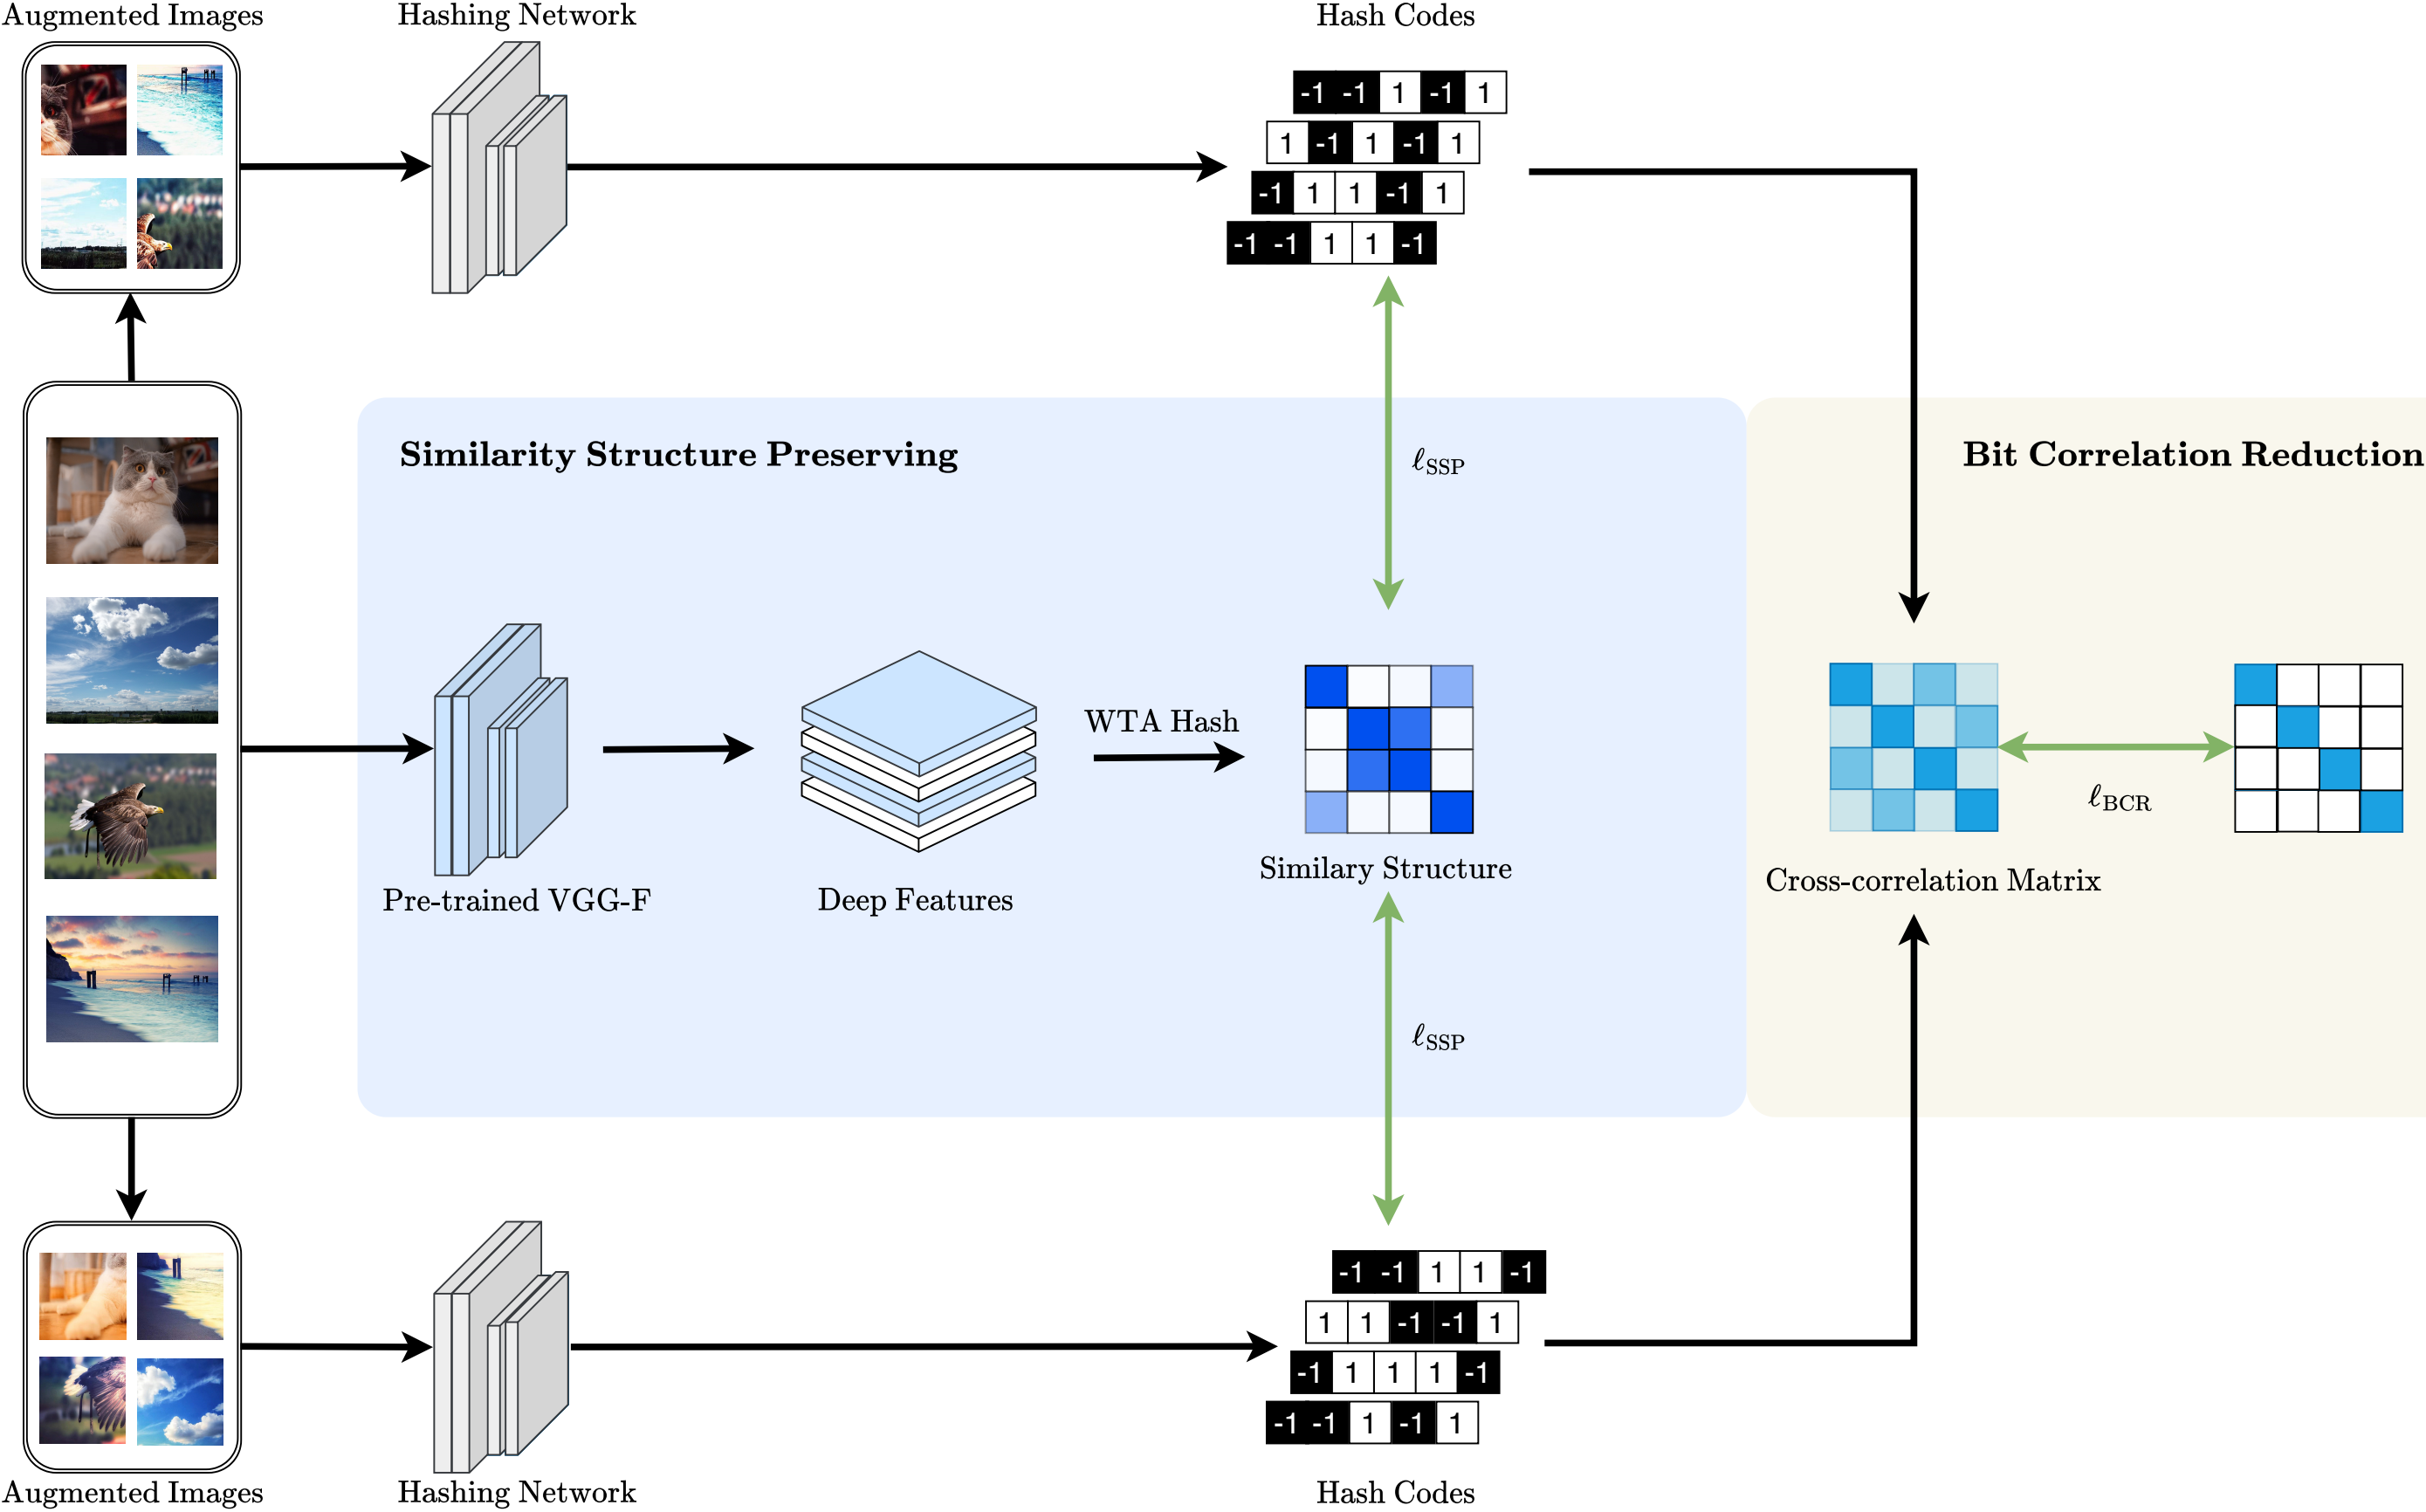 Augmented Images
Hashing Network
Hash Codes
-1 -1 1 -1 1
1 -1 1 -1 1
-1 1 1 -1 1
-1 -1 1 1 -1
Similarity Structure Preserving
ℓSSP
Bit Correlation Reduction
WTA Hash
ℓBCR
Similary Structure
Cross-correlation Matrix
Pre-trained VGG-F
Deep Features
ℓSSP
-1 -1 1 1 -1
1 1 -1 -1 1
-1 1 1 1 -1
-1 -1 1 -1 1
Augmented Images
Hashing Network
Hash Codes